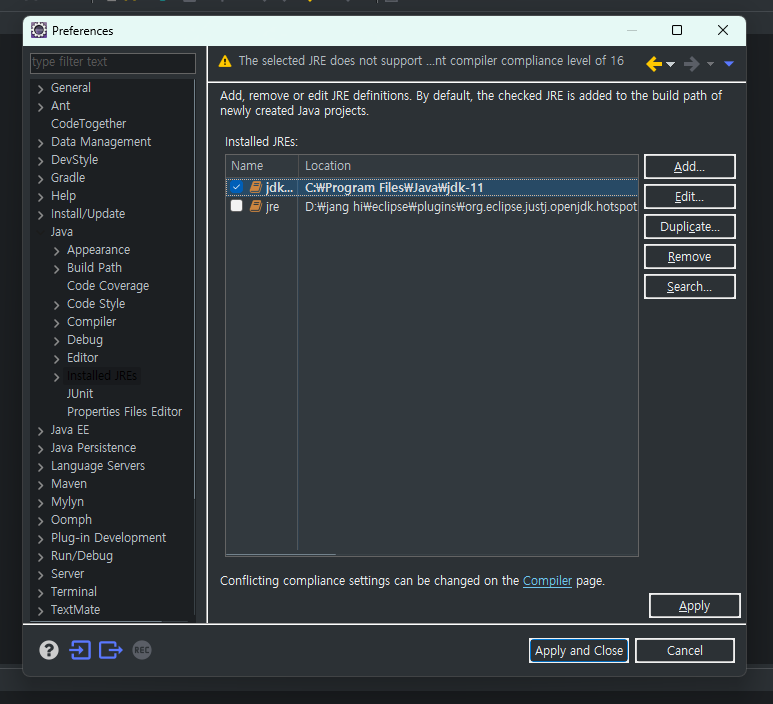 Preferences
type filter text
The selected JRE does not support ...nt compiler compliance level of 16
General
Ant
CodeTogether
Data Management
DevStyle
Gradle
Help
Install/Update
Java
Appearance
Build Path
Code Coverage
Code Style
Compiler
Debug
Editor
Installed JREs
JUnit
Properties Files Editor
Java EE
Java Persistence
Language Servers
Maven
Mylyn
Oomph
Plug-in Development
Run/Debug
Server
Terminal
TextMate
Add, remove or edit JRE definitions. By default, the checked JRE is added to the build path of
newly created Java projects.
Installed JREs:
Name Location
jdk... C:₩Program Files₩Java₩jdk-11
jre D:₩jang hi₩eclipse₩plugins₩org.eclipse.justj.openjdk.hotspot
Add...
Edit...
Duplicate...
Remove
Search...
Conflicting compliance settings can be changed on the Compiler page.
Apply
REC
Apply and Close
Cancel